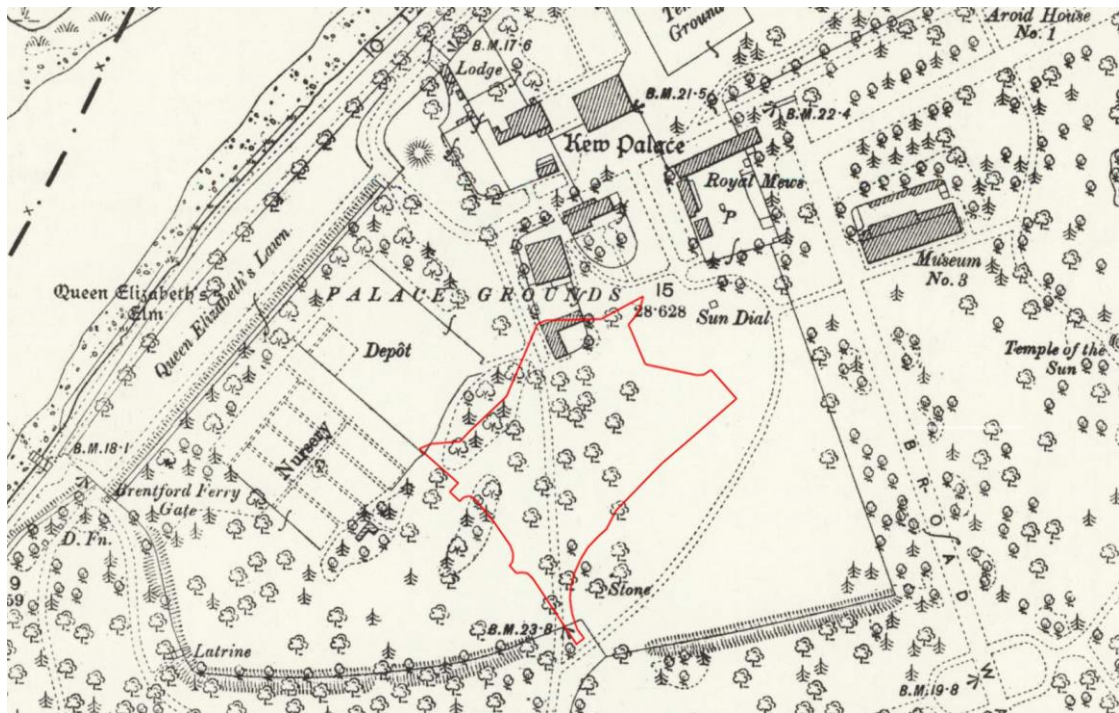 Aroid House
No. 1
B.M.17·6
Lodge
Ground
B.M.21·5
B.M.22·4
Kew Palace
Royal Mews
P
Museum
No. 3
Queen Elizabeth's
Elm
Queen Elizabeth's Lawn
PALACE GROUNDS
15
28·628
Sun Dial
Depôt
Temple of the
Sun
B.M.18·1
Nursery
Brentford Ferry
Gate
D. Fn.
BROAD
Stone
B.M.23·8
Latrine
W
B.M.19·8